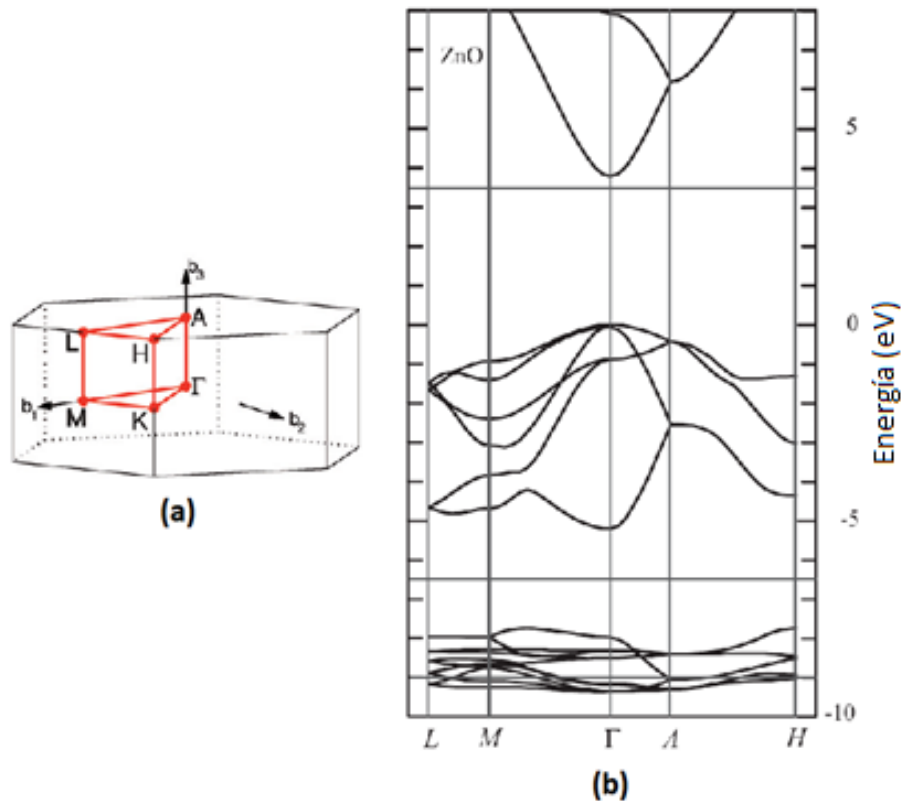 b₃
A
L
H
Γ
b₁
M
K
b₂
(a)
ZnO
5
0
-5
-10
Energía (eV)
L M Γ A H
(b)